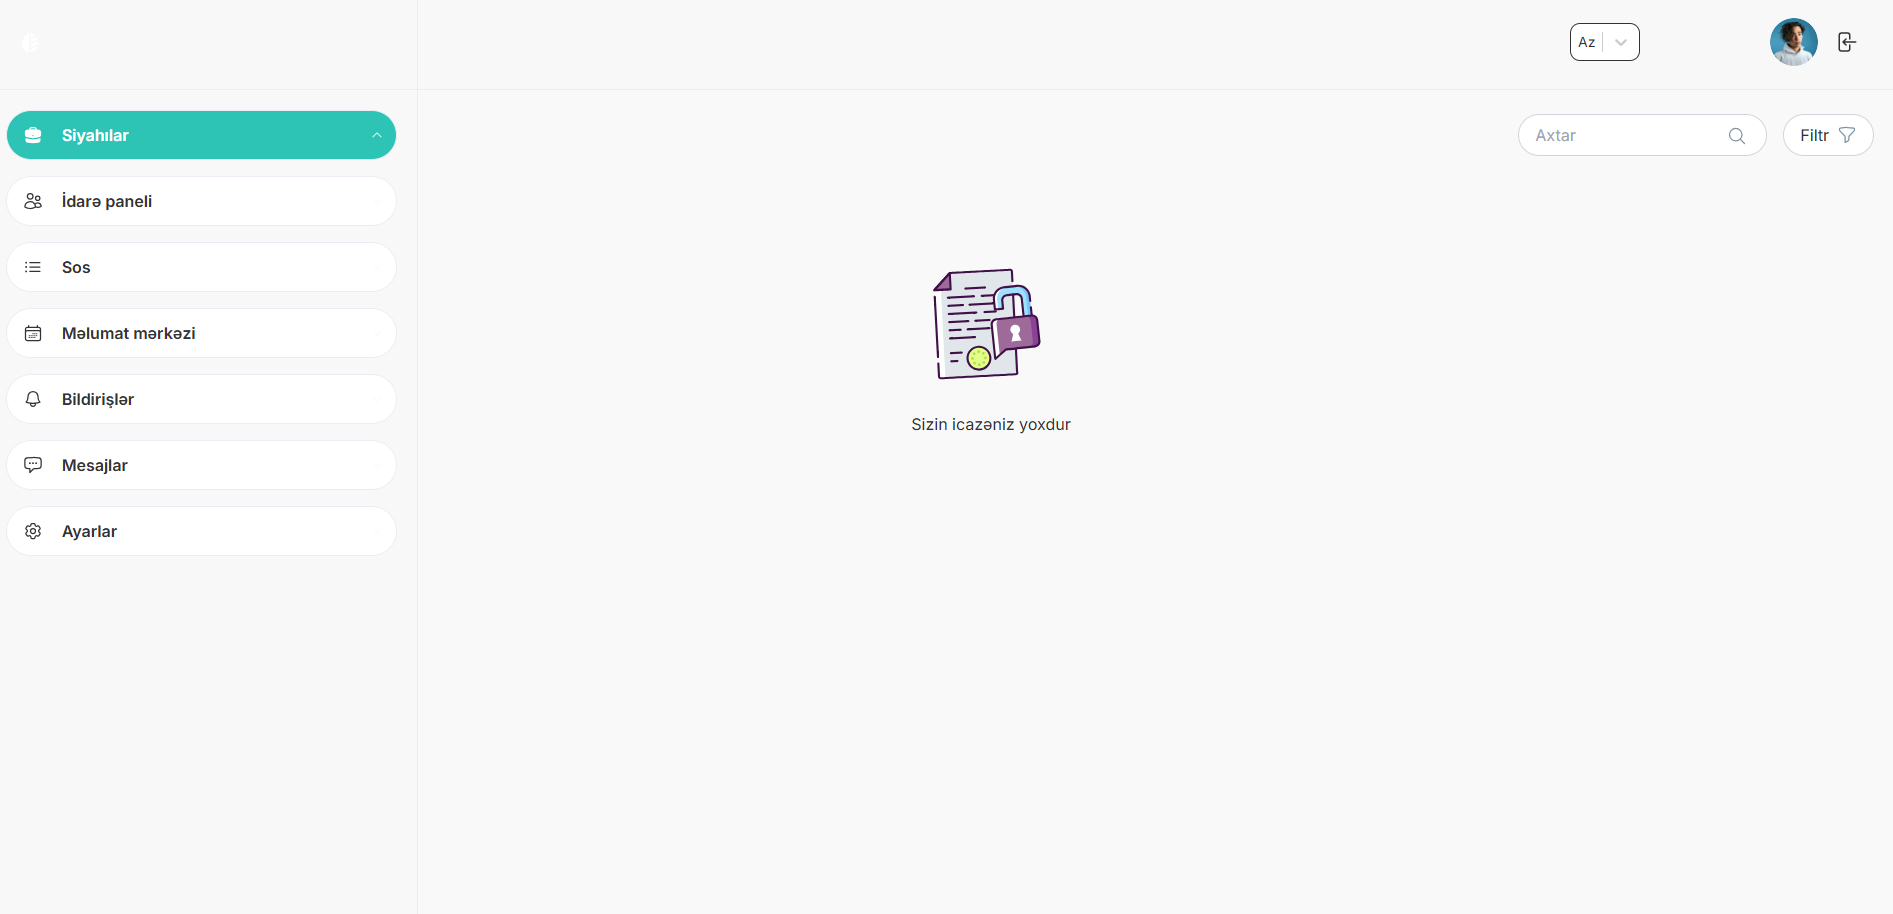 Az
Siyahılar
Axtar
Filtr
İdarə paneli
Sos
Məlumat mərkəzi
Bildirişlər
Sizin icazəniz yoxdur
Mesajlar
Ayarlar